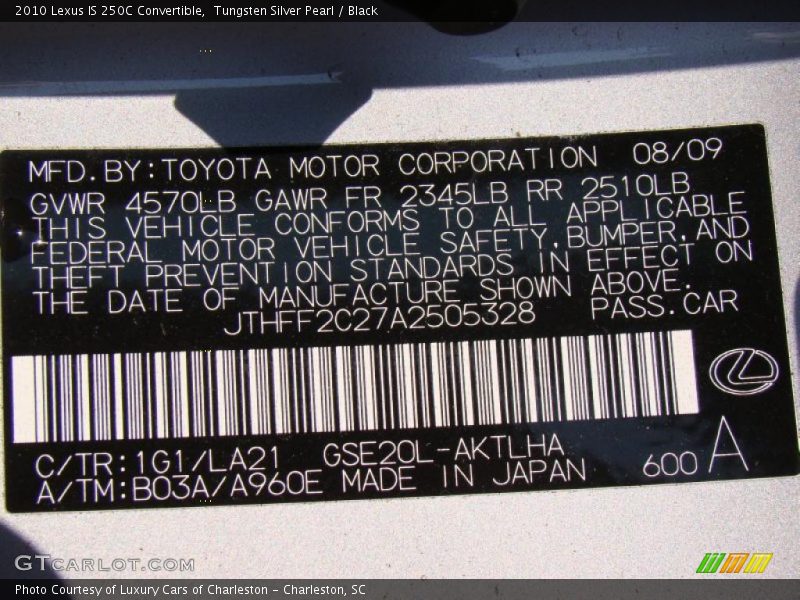 2010 Lexus IS 250C Convertible,  Tungsten Silver Pearl / Black
MFD.BY:TOYOTA MOTOR CORPORATION 08/09
GVWR 4570LB GAWR FR 2345LB RR 2510LB
THIS VEHICLE CONFORMS TO ALL APPLICABLE
FEDERAL MOTOR VEHICLE SAFETY,BUMPER,AND
THEFT PREVENTION STANDARDS IN EFFECT ON
THE DATE OF MANUFACTURE SHOWN ABOVE.
JTHFF2C27A2505328 PASS.CAR
C/TR:1G1/LA21 GSE20L-AKTLHA
A/TM:B03A/A960E MADE IN JAPAN 600 A
GTCARLOT.COM
Photo Courtesy of Luxury Cars of Charleston - Charleston, SC